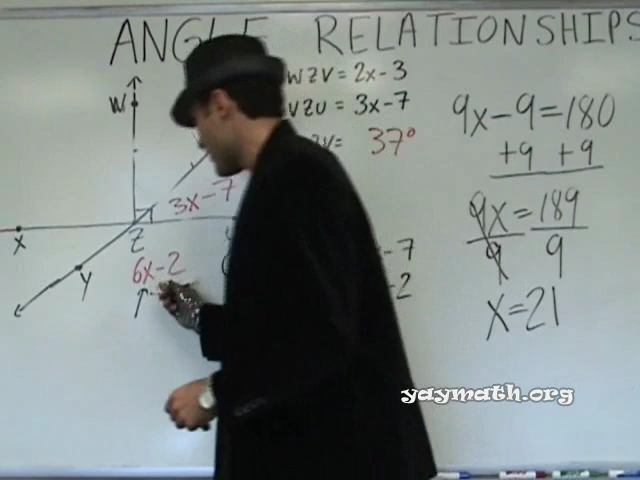 ANGLE RELATIONSHIPS
WZV = 2x-3
VZU = 3x-7
ZV= 37°
9x-9=180
+9 +9
9x = 189
9 9
x=21
W
3x-7
X
Z
Y
6x-2
-7
-2
yaymath.org